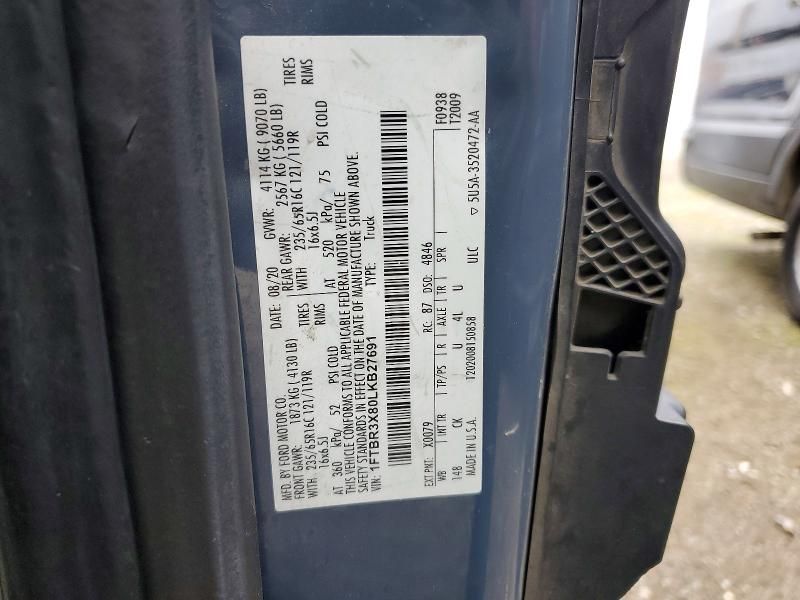 MFD. BY FORD MOTOR CO.
DATE: 08/20
GVWR: 4114 KG ( 9070 LB)
FRONT GAWR: 1873 KG ( 4130 LB)
REAR GAWR: 2567 KG ( 5660 LB)
WITH 235/65R16C 121/119R TIRES
WITH 235/65R16C 121/119R TIRES
16x6.5J RIMS
16x6.5J RIMS
AT 360 kPa/ 52 PSI COLD
AT 520 kPa/ 75 PSI COLD
THIS VEHICLE CONFORMS TO ALL APPLICABLE FEDERAL MOTOR VEHICLE
SAFETY STANDARDS IN EFFECT ON THE DATE OF MANUFACTURE SHOWN ABOVE.
VIN: 1FTBR3X80LKB27691
TYPE: Truck
EXT PNT: X0079 RC: 87 DSO: 4846 F0938
WB INT TR TP/PS R AXLE TR SPR T2009
148 CK U 4L U ULC
MADE IN U.S.A. T202008150858 ▽ 5U5A-3520472-AA